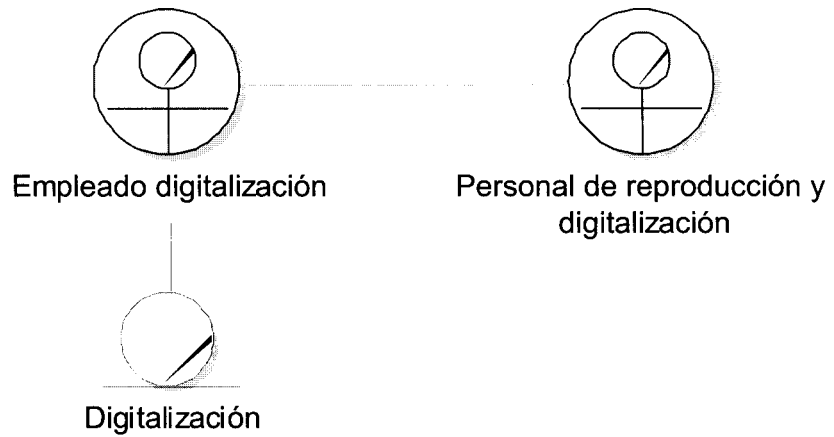 Empleado digitalización
Personal de reproducción y
digitalización
Digitalización